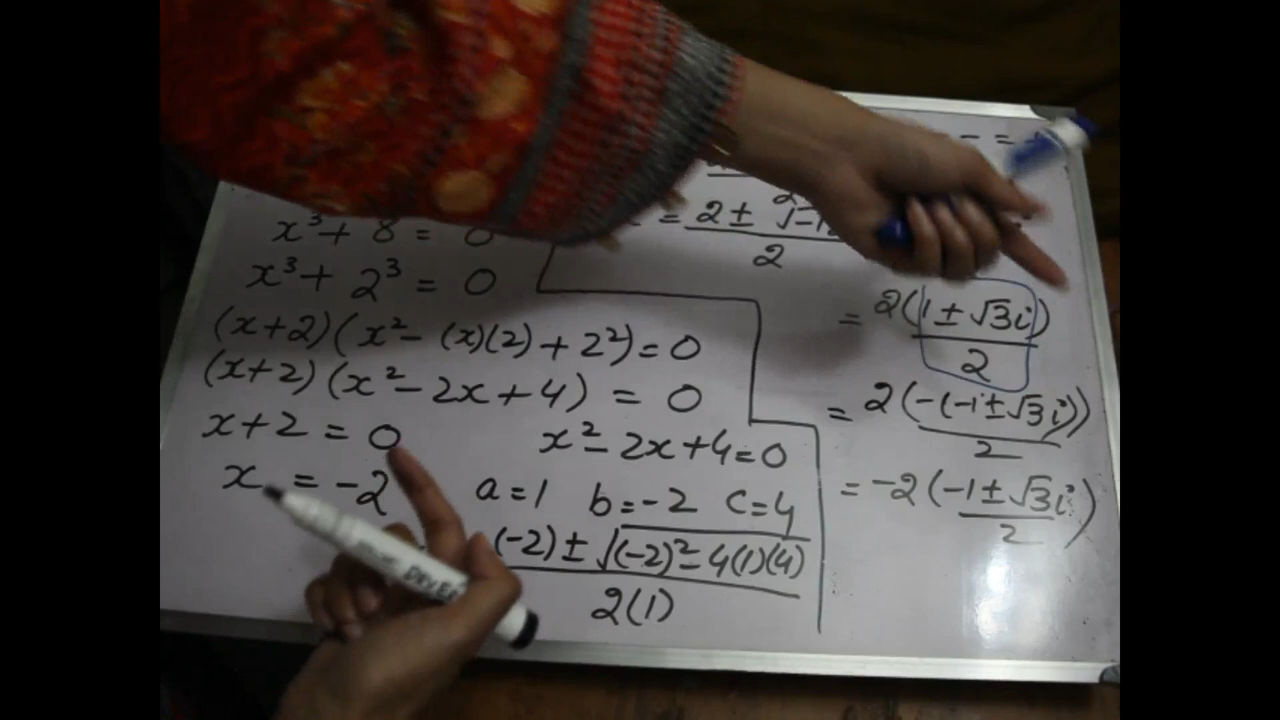 x³ + 8 = 0
x³ + 2³ = 0
(x+2)(x² - (x)(2) + 2²) = 0
(x+2)(x² - 2x + 4) = 0
x + 2 = 0
x = -2
x² - 2x + 4 = 0
a = 1 b = -2 c = 4
(-2) ± √((-2)² - 4(1)(4))
2(1)
2
= 2 ± √-1
2
= 2(1 ± √3i)
2
= 2(-(-1 ± √3i))
2
= -2(-1 ± √3i)
2